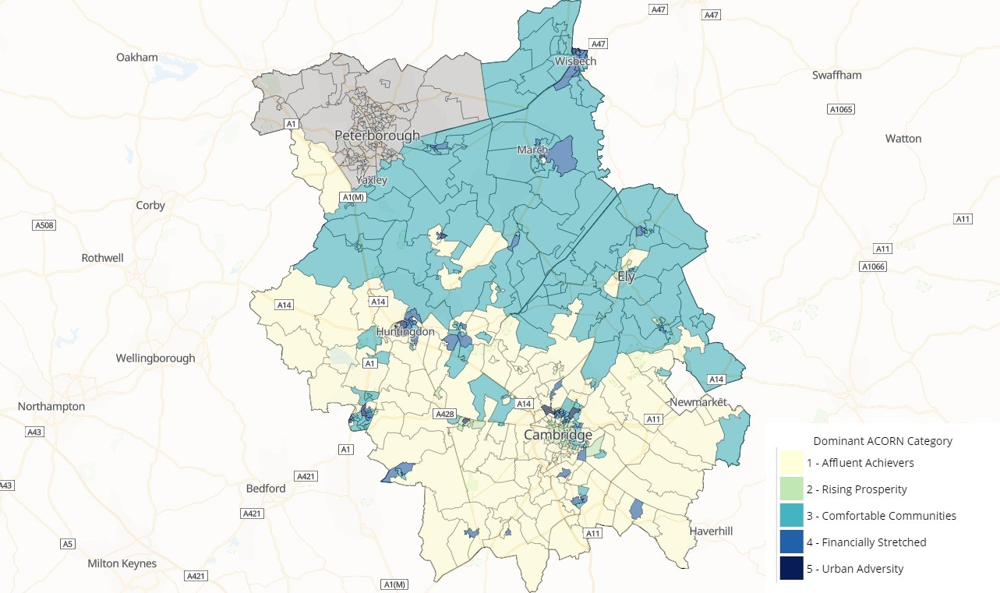 A47
A47
A47
Oakham
Wisbech
Swaffham
A1065
A1
Peterborough
Watton
March
Yaxley
A1(M)
Corby
A508
A11
Rothwell
A11
A1066
Ely
A14
A14
Huntingdon
Wellingborough
A1
A14
Northampton
A14
Newmarket
A428
A11
A43
Cambridge
Dominant ACORN Category
A1
1 - Affluent Achievers
A421
A43
Bedford
2 - Rising Prosperity
A421
3 - Comfortable Communities
Haverhill
A11
A5
4 - Financially Stretched
Milton Keynes
5 - Urban Adversity
A421
A1(M)